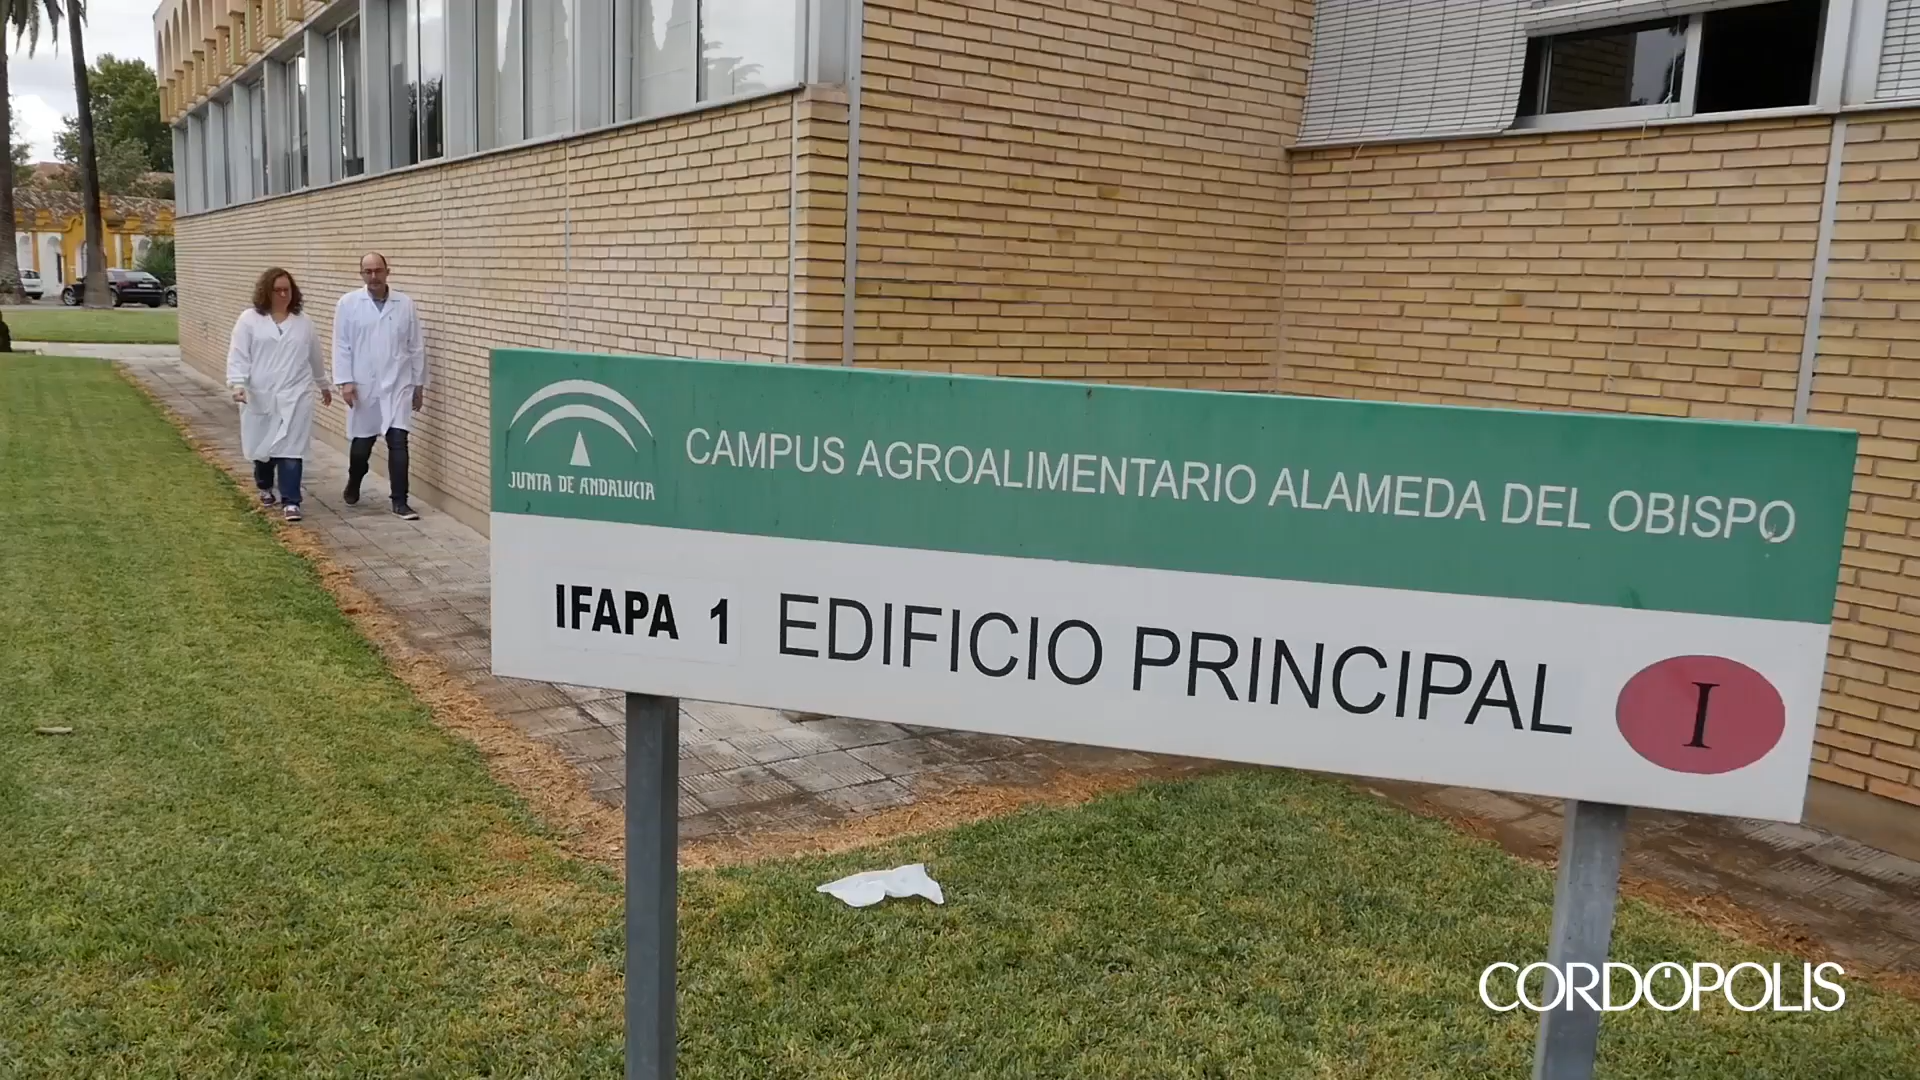 JUNTA DE ANDALUCIA
CAMPUS AGROALIMENTARIO ALAMEDA DEL OBISPO
IFAPA 1 EDIFICIO PRINCIPAL I
CORDÓPOLIS